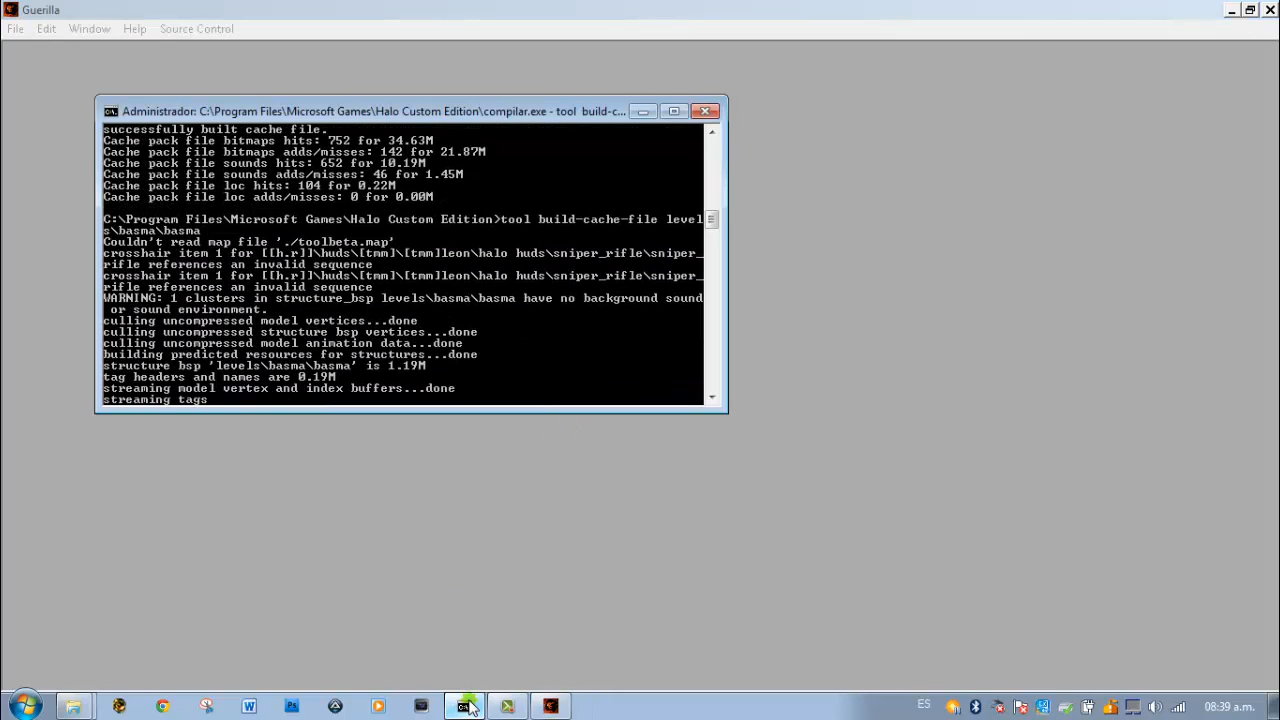 Guerilla
File Edit Window Help Source Control
Administrador: C:\Program Files\Microsoft Games\Halo Custom Edition\compilar.exe - tool build-c...
successfully built cache file.
Cache pack file bitmaps hits: 752 for 34.63M
Cache pack file bitmaps adds/misses: 142 for 21.87M
Cache pack file sounds hits: 652 for 10.19M
Cache pack file sounds adds/misses: 46 for 1.45M
Cache pack file loc hits: 104 for 0.22M
Cache pack file loc adds/misses: 0 for 0.00M
C:\Program Files\Microsoft Games\Halo Custom Edition>tool build-cache-file level
s\basma\basma
Couldn't read map file './toolbeta.map'
crosshair item 1 for [[h.r]]\huds\[tmm]\[tmm]leon\halo huds\sniper_rifle\sniper_
rifle references an invalid sequence
crosshair item 1 for [[h.r]]\huds\[tmm]\[tmm]leon\halo huds\sniper_rifle\sniper_
rifle references an invalid sequence
WARNING: 1 clusters in structure_bsp levels\basma\basma have no background sound
or sound environment.
culling uncompressed model vertices...done
culling uncompressed structure bsp vertices...done
culling uncompressed model animation data...done
building predicted resources for structures...done
structure bsp 'levels\basma\basma' is 1.19M
tag headers and names are 0.19M
streaming model vertex and index buffers...done
streaming tags
ES
08:39 a.m.